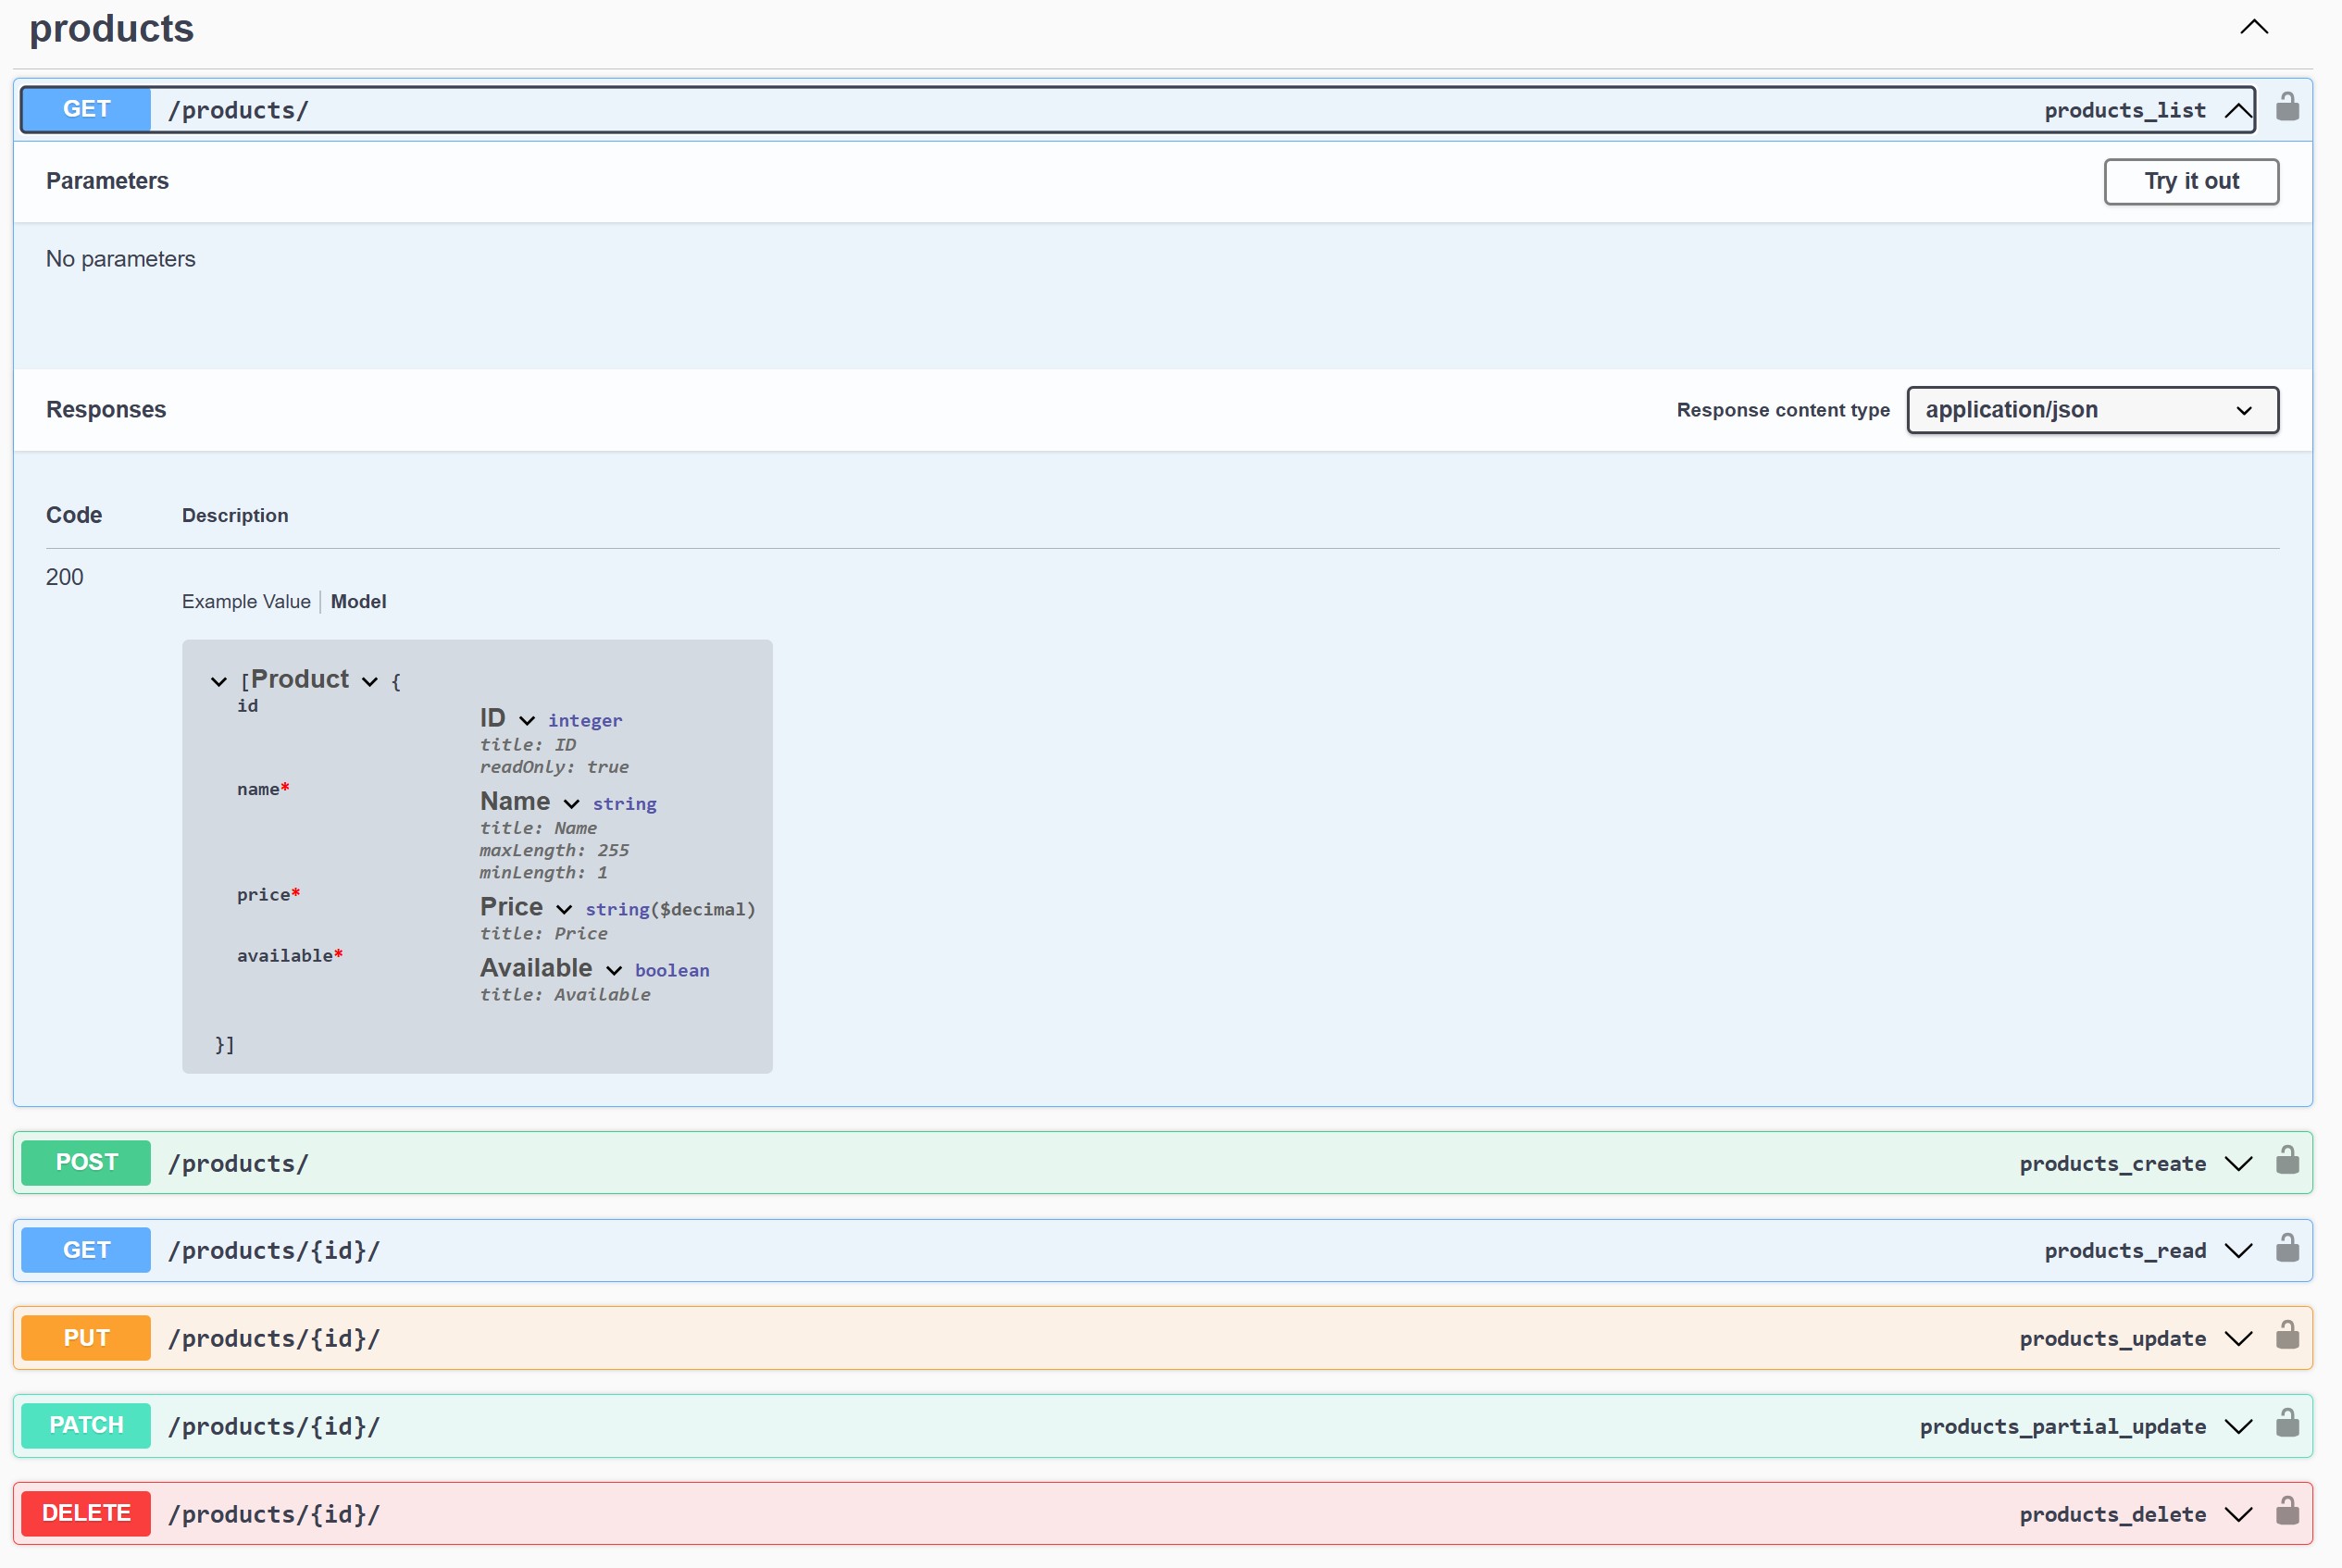 products
GET /products/ products_list
Parameters Try it out
No parameters
Responses Response content type application/json
Code Description
200
Example Value Model
[Product {
id
ID integer
title: ID
readOnly: true
name*
Name string
title: Name
maxLength: 255
minLength: 1
price*
Price string($decimal)
title: Price
available*
Available boolean
title: Available
}]
POST /products/ products_create
GET /products/{id}/ products_read
PUT /products/{id}/ products_update
PATCH /products/{id}/ products_partial_update
DELETE /products/{id}/ products_delete